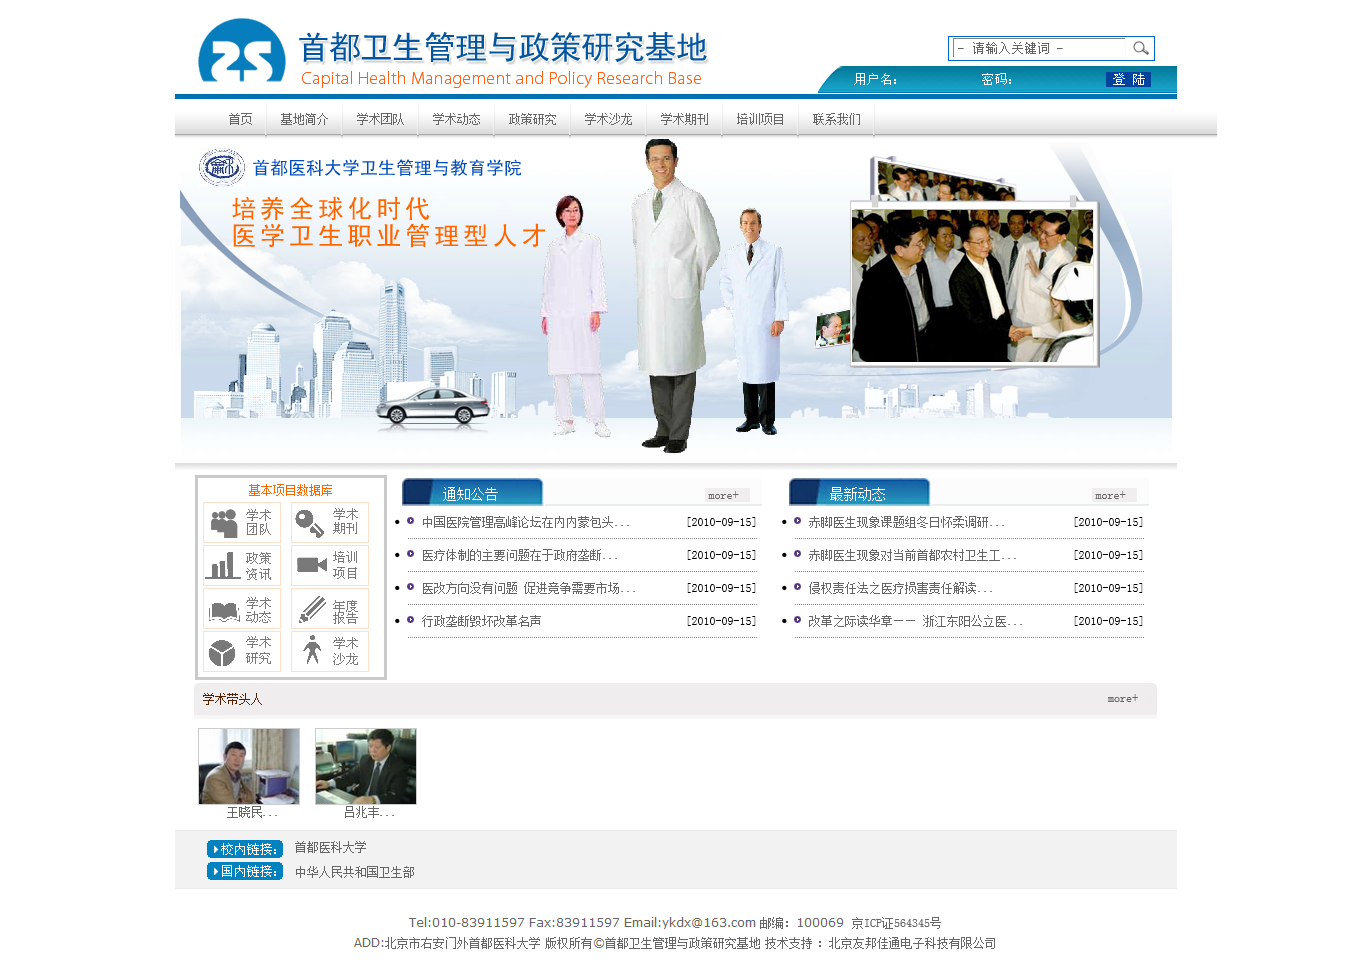 首都卫生管理与政策研究基地
Capital Health Management and Policy Research Base
- 请输入关键词 -
用户名: 密码: 登 陆
首页 基地简介 学术团队 学术动态 政策研究 学术沙龙 学术期刊 培训项目 联系我们
首都医科大学卫生管理与教育学院
培养全球化时代
医学卫生职业管理型人才
基本项目数据库
学术团队 学术期刊
政策资讯 培训项目
学术动态 年度报告
学术研究 学术沙龙
通知公告 more+
中国医院管理高峰论坛在内内蒙包头... [2010-09-15]
医疗体制的主要问题在于政府垄断... [2010-09-15]
医改方向没有问题 促进竞争需要市场... [2010-09-15]
行政垄断毁坏改革名声 [2010-09-15]
最新动态 more+
赤脚医生现象课题组冬日怀柔调研... [2010-09-15]
赤脚医生现象对当前首都农村卫生工... [2010-09-15]
侵权责任法之医疗损害责任解读... [2010-09-15]
改革之际读华章－－ 浙江东阳公立医... [2010-09-15]
学术带头人 more+
王晓民... 吕兆丰...
校内链接: 首都医科大学
国内链接: 中华人民共和国卫生部
Tel:010-83911597 Fax:83911597 Email:ykdx@163.com 邮编：100069 京ICP证564345号
ADD:北京市右安门外首都医科大学 版权所有©首都卫生管理与政策研究基地 技术支持 ：北京友邦佳通电子科技有限公司